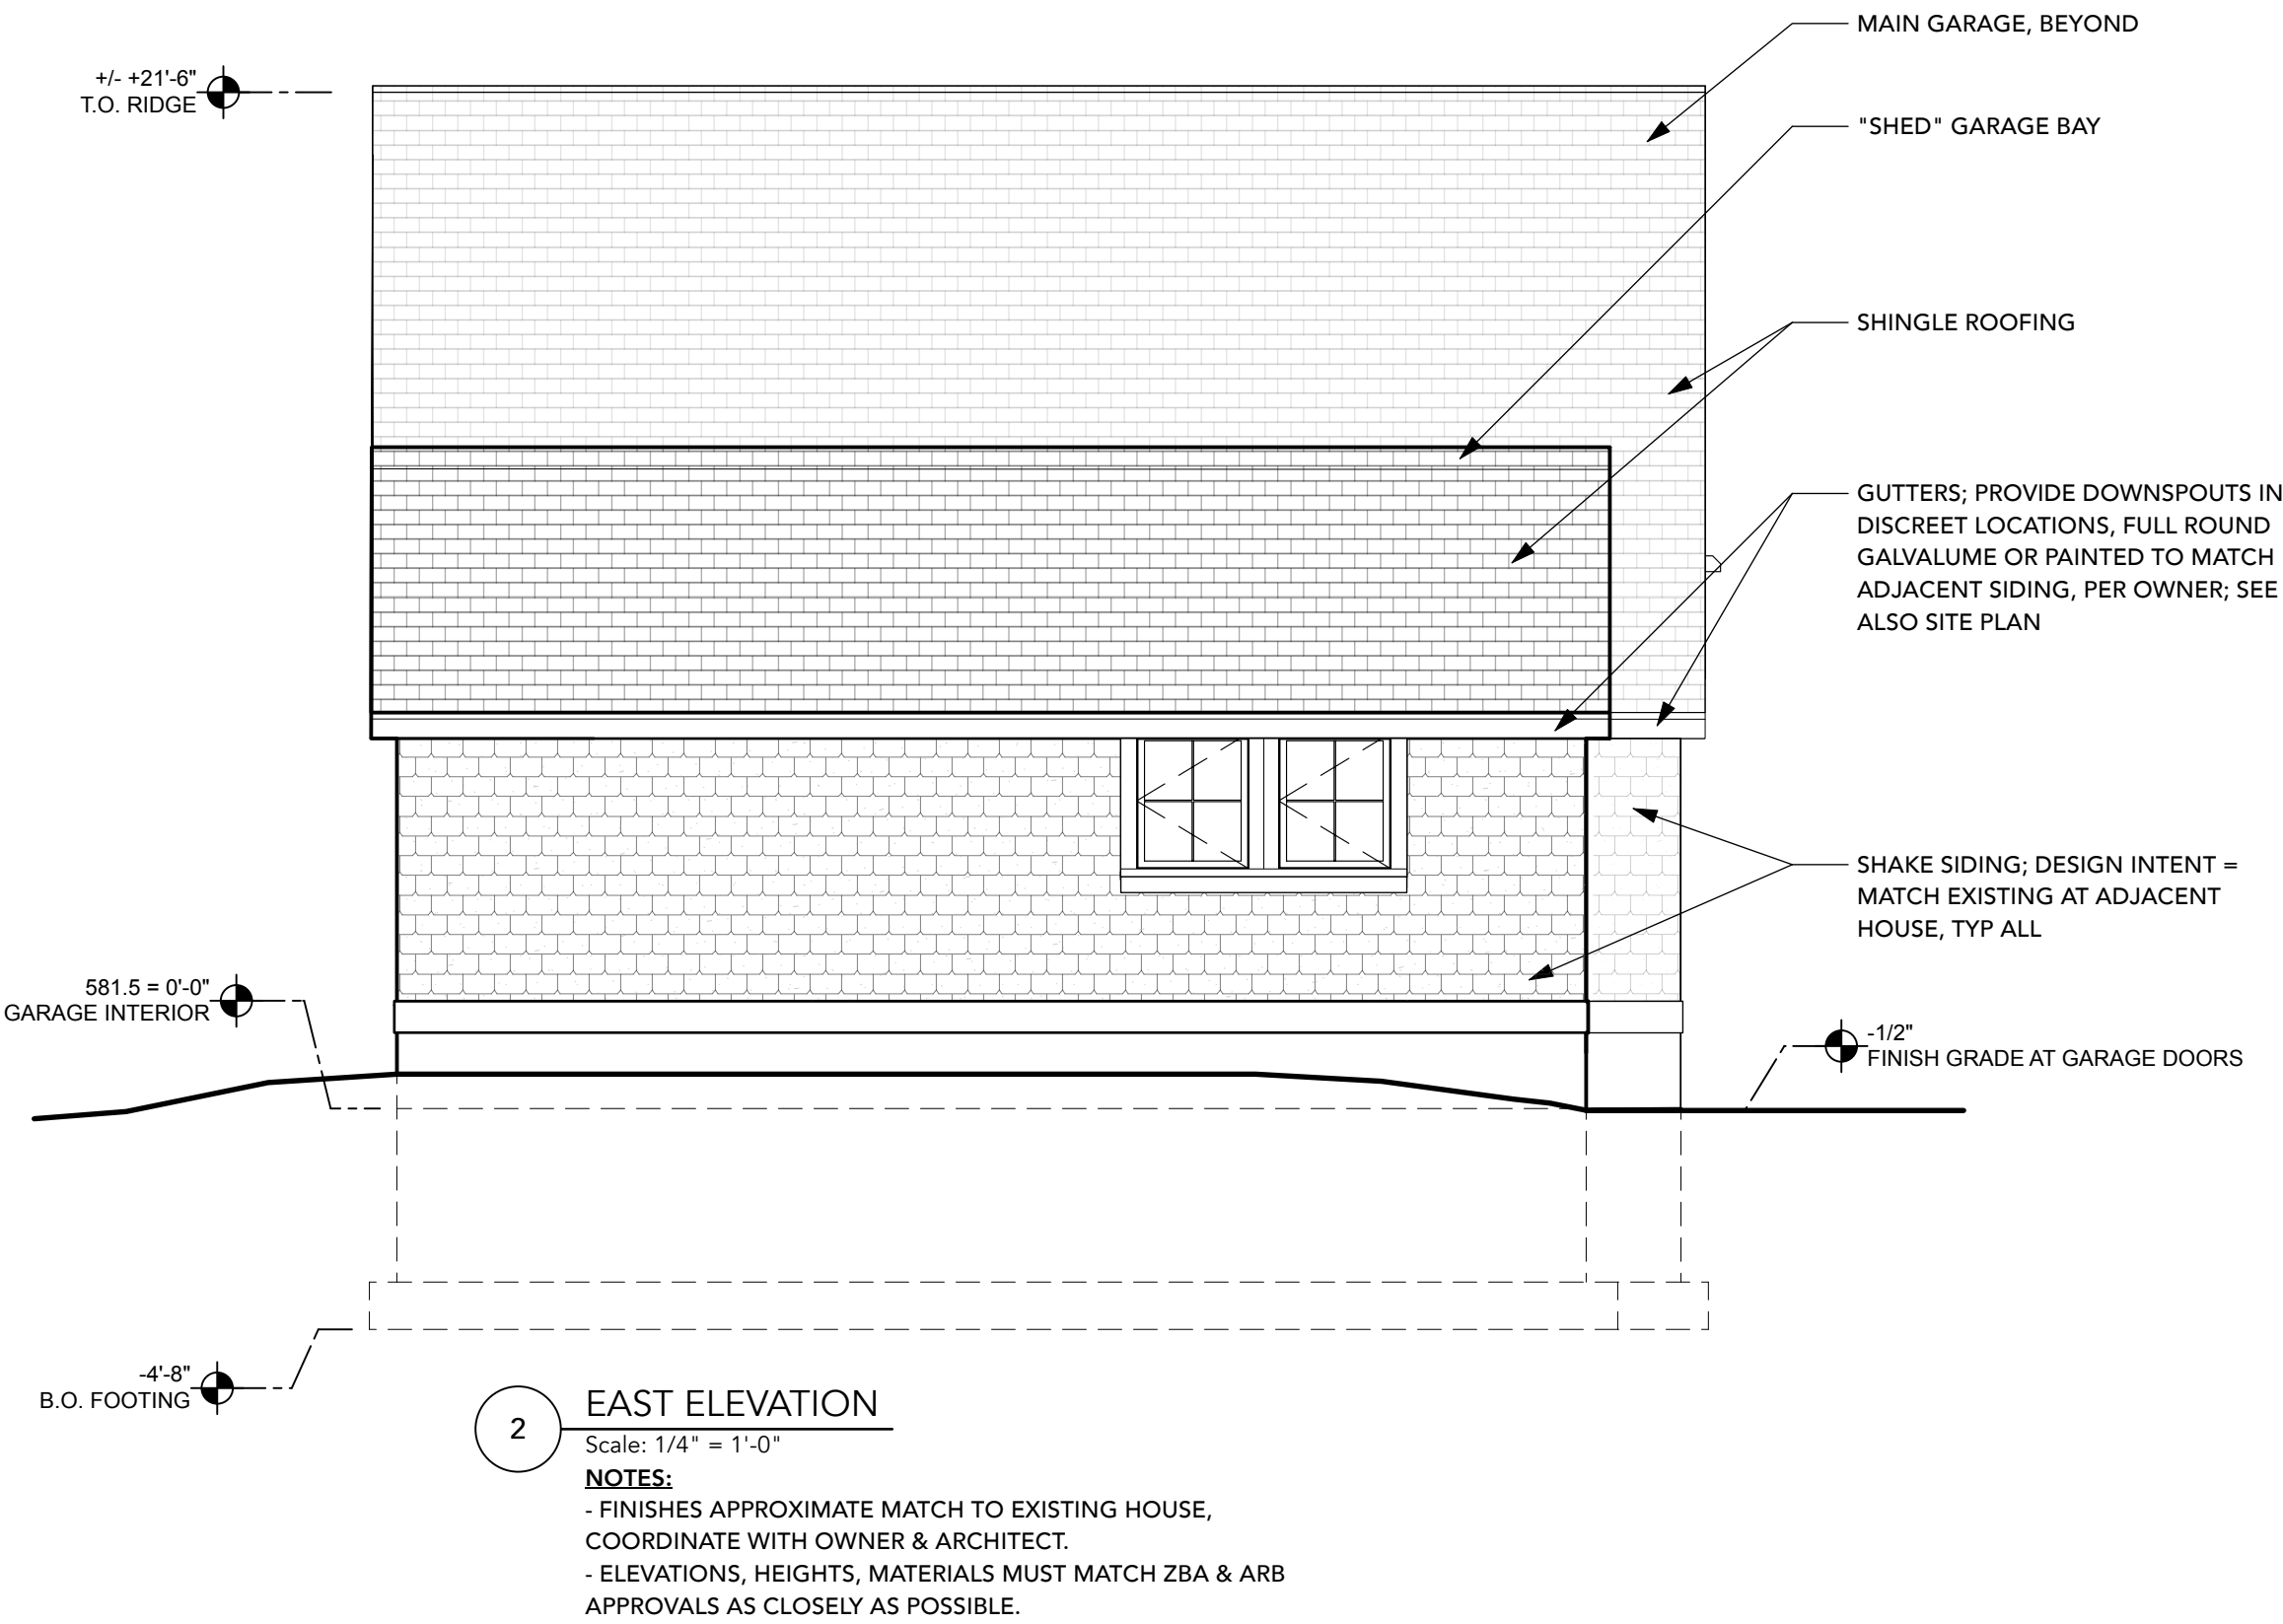 MAIN GARAGE, BEYOND
+/- +21'-6"
T.O. RIDGE
"SHED" GARAGE BAY
SHINGLE ROOFING
GUTTERS; PROVIDE DOWNSPOUTS IN
DISCREET LOCATIONS, FULL ROUND
GALVALUME OR PAINTED TO MATCH
ADJACENT SIDING, PER OWNER; SEE
ALSO SITE PLAN
SHAKE SIDING; DESIGN INTENT =
MATCH EXISTING AT ADJACENT
HOUSE, TYP ALL
581.5 = 0'-0"
GARAGE INTERIOR
-1/2"
FINISH GRADE AT GARAGE DOORS
-4'-8"
B.O. FOOTING
2
EAST ELEVATION
Scale: 1/4" = 1'-0"
NOTES:
- FINISHES APPROXIMATE MATCH TO EXISTING HOUSE,
COORDINATE WITH OWNER & ARCHITECT.
- ELEVATIONS, HEIGHTS, MATERIALS MUST MATCH ZBA & ARB
APPROVALS AS CLOSELY AS POSSIBLE.